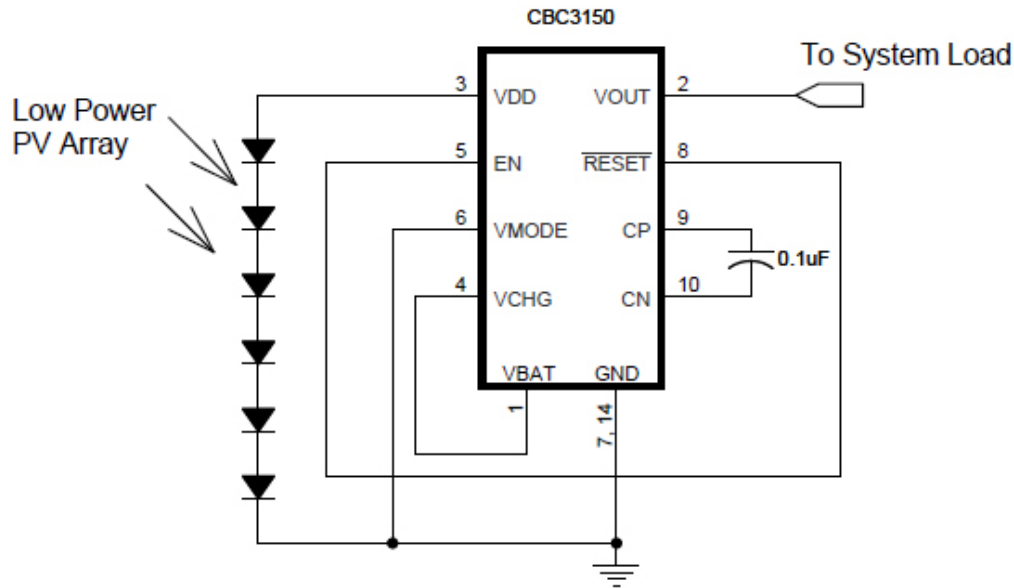 CBC3150
To System Load
Low Power
PV Array
3
VDD
VOUT
2
5
EN
RESET
8
6
VMODE
CP
9
0.1uF
4
VCHG
CN
10
VBAT
GND
1
7, 14